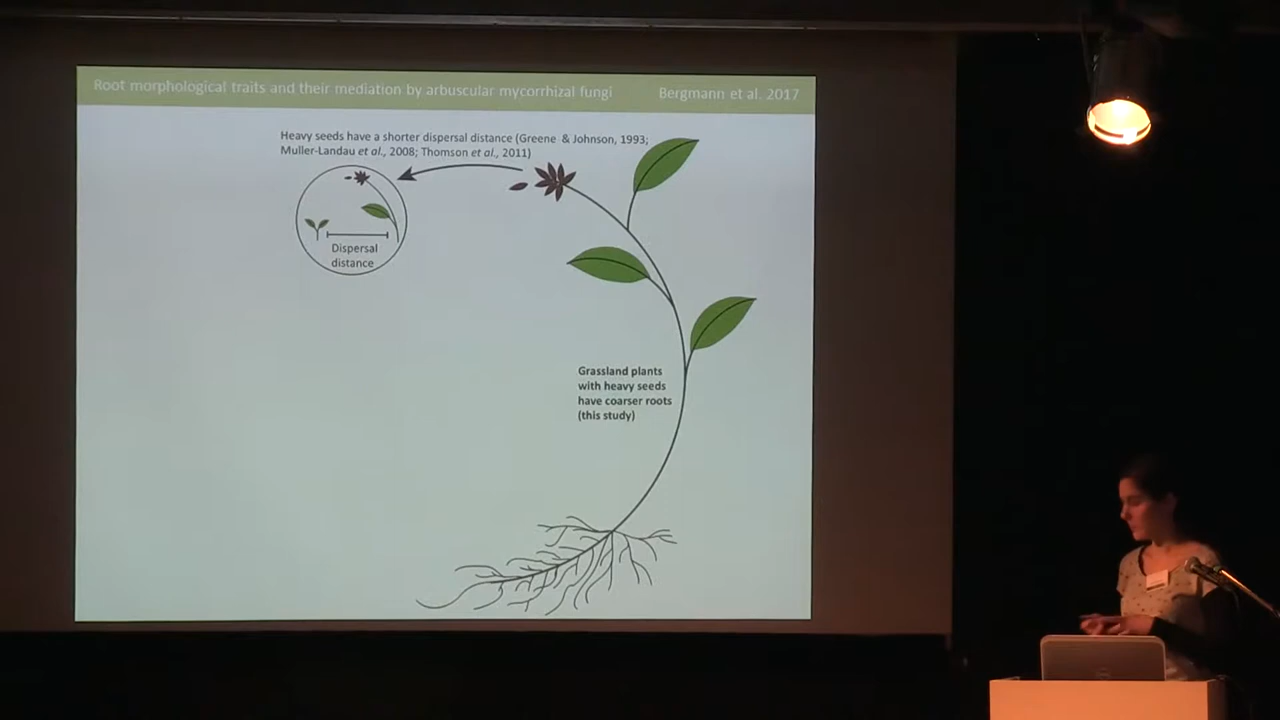 Root morphological traits and their mediation by arbuscular mycorrhizal fungi Bergmann et al. 2017
Heavy seeds have a shorter dispersal distance (Greene & Johnson, 1993;
Muller-Landau et al., 2008; Thomson et al., 2011)
Dispersal
distance
Grassland plants
with heavy seeds
have coarser roots
(this study)